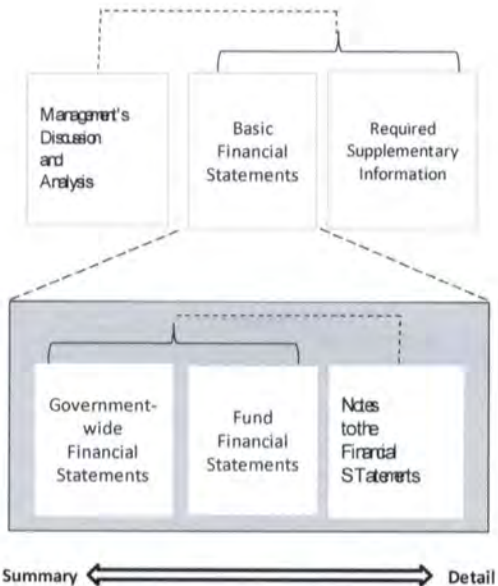 Management's
Discussion
and
Analysis
Basic
Financial
Statements
Required
Supplementary
Information
Government-
wide
Financial
Statements
Fund
Financial
Statements
Notes
to the
Financial
STatements
Summary
Detail